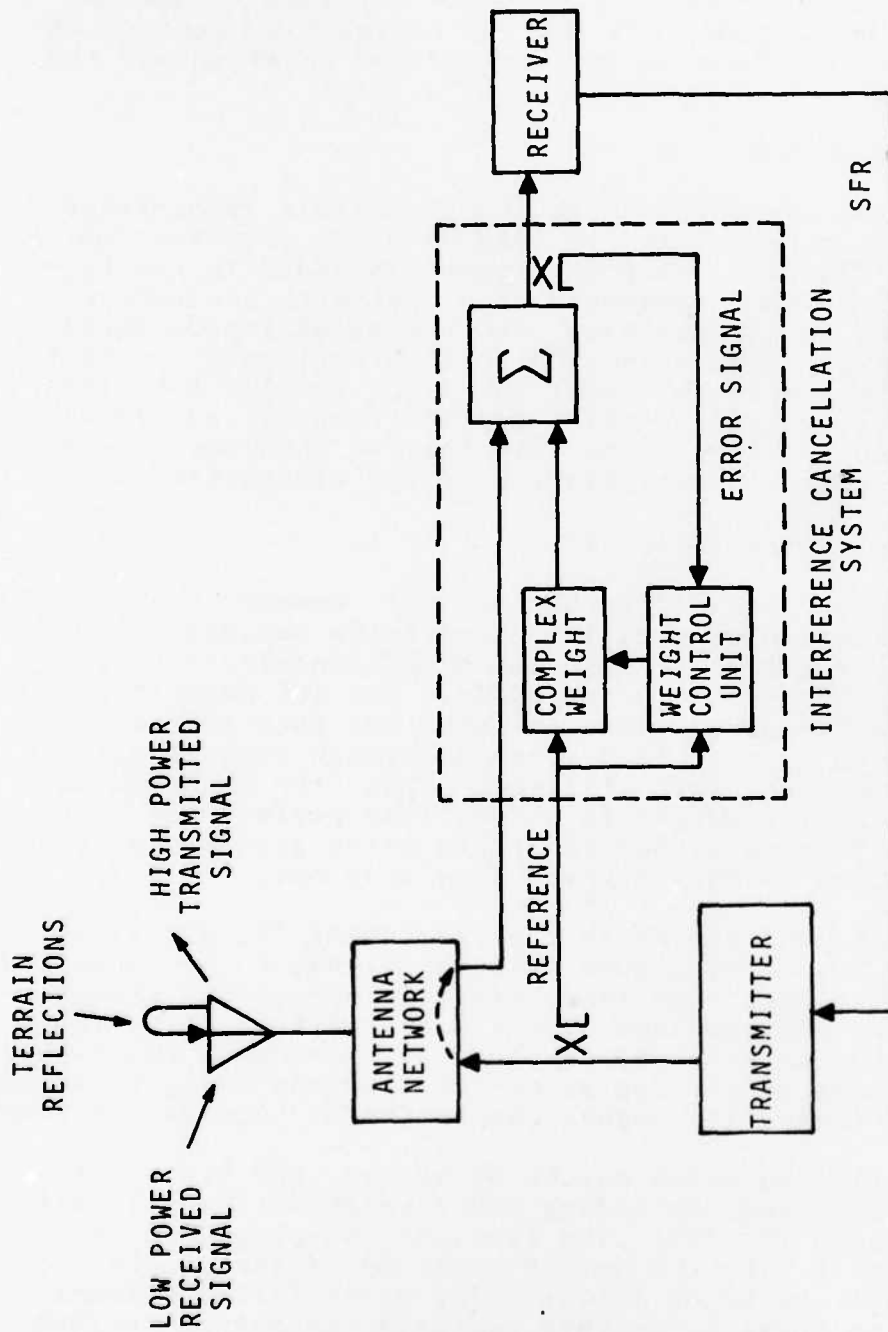 TERRAIN
REFLECTIONS
LOW POWER
RECEIVED
SIGNAL
HIGH POWER
TRANSMITTED
SIGNAL
ANTENNA
NETWORK
REFERENCE
TRANSMITTER
COMPLEX
WEIGHT
WEIGHT
CONTROL
UNIT
Σ
ERROR SIGNAL
INTERFERENCE CANCELLATION
SYSTEM
RECEIVER
SFR